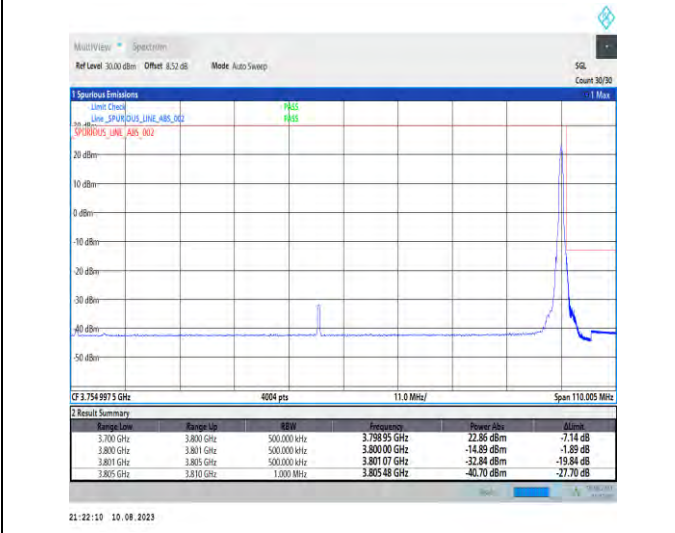 MultiView Spectrum
Ref Level 30.00 dBm Offset 8.52 dB Mode Auto Sweep SGL
Count 30/30
1 Spurious Emissions 1 Max
Limit Check PASS
Line _SPURIOUS_LINE_ABS_002 PASS
_SPURIOUS_LINE_ABS_002
20 dBm
10 dBm
0 dBm
-10 dBm
-20 dBm
-30 dBm
-40 dBm
-50 dBm
CF 3.754 997 5 GHz 4004 pts 11.0 MHz/ Span 110.005 MHz
2 Result Summary
Range Low Range Up RBW Frequency Power Abs ΔLimit
3.700 GHz 3.800 GHz 500.000 kHz 3.798 95 GHz 22.86 dBm -7.14 dB
3.800 GHz 3.801 GHz 500.000 kHz 3.800 00 GHz -14.89 dBm -1.89 dB
3.801 GHz 3.805 GHz 500.000 kHz 3.801 07 GHz -32.84 dBm -19.84 dB
3.805 GHz 3.810 GHz 1.000 MHz 3.805 48 GHz -40.70 dBm -27.70 dB
21:22:10 10.08.2023